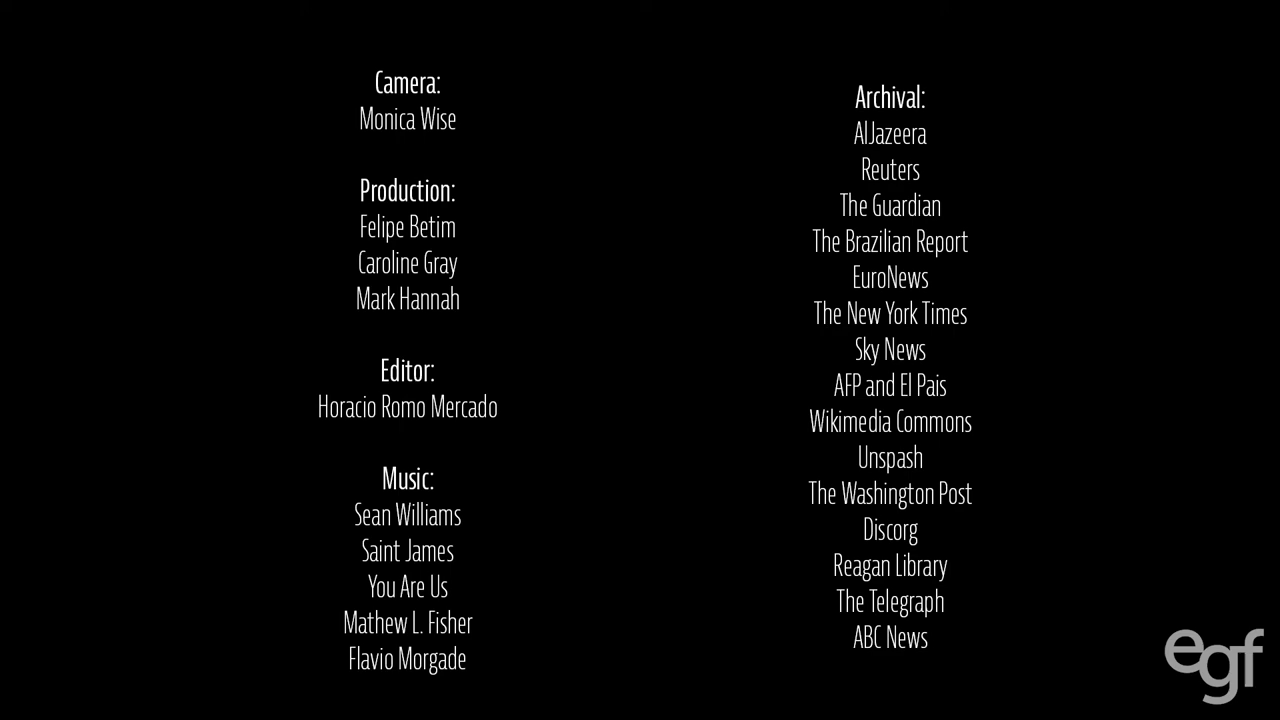 Camera:
Monica Wise
Production:
Felipe Betim
Caroline Gray
Mark Hannah
Editor:
Horacio Romo Mercado
Music:
Sean Williams
Saint James
You Are Us
Mathew L. Fisher
Flavio Morgade
Archival:
AlJazeera
Reuters
The Guardian
The Brazilian Report
EuroNews
The New York Times
Sky News
AFP and El Pais
Wikimedia Commons
Unspash
The Washington Post
Discorg
Reagan Library
The Telegraph
ABC News
egf